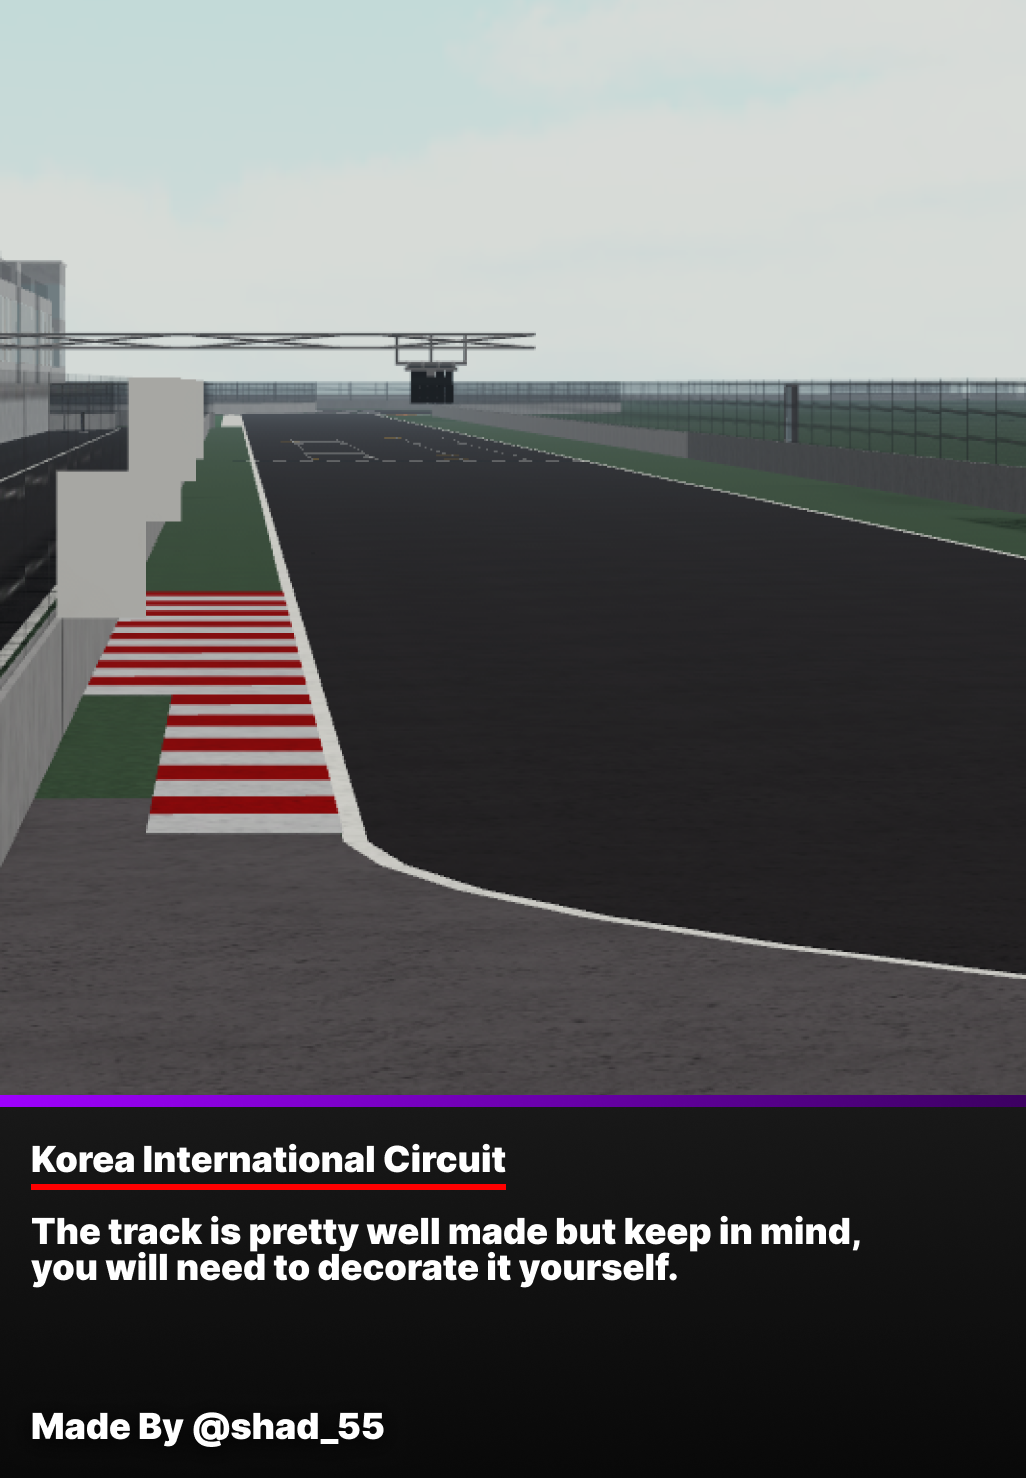 Korea International Circuit
The track is pretty well made but keep in mind,
you will need to decorate it yourself.
Made By @shad_55